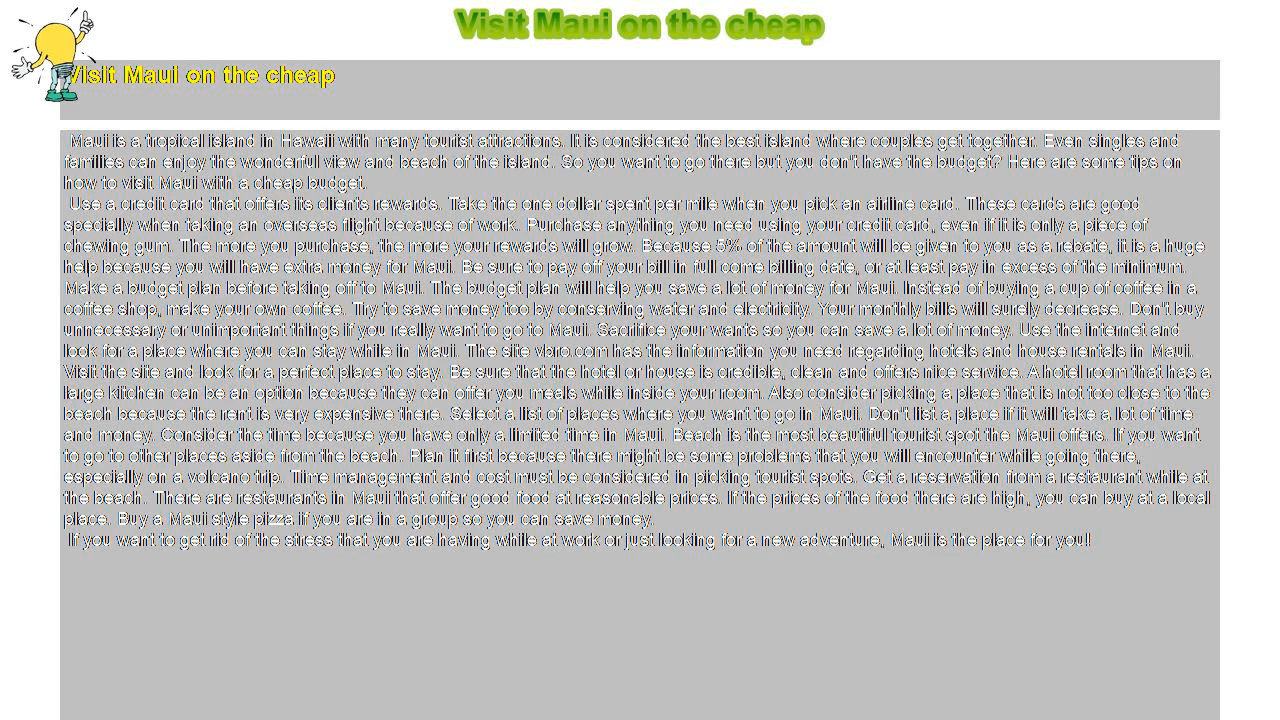 Visit Maui on the cheap
Visit Maui on the cheap
Maui is a tropical island in Hawaii with many tourist attractions. It is considered the best island where couples get together. Even singles and
families can enjoy the wonderful view and beach of the island. So you want to go there but you don't have the budget? Here are some tips on
how to visit Maui with a cheap budget.
Use a credit card that offers its clients rewards. Take the one dollar spent per mile when you pick an airline card. These cards are good
specially when taking an overseas flight because of work. Purchase anything you need using your credit card, even if it is only a piece of
chewing gum. The more you purchase, the more your rewards will grow. Because 5% of the amount will be given to you as a rebate, it is a huge
help because you will have extra money for Maui. Be sure to pay off your bill in full come billing date, or at least pay in excess of the minimum.
Make a budget plan before taking off to Maui. The budget plan will help you save a lot of money for Maui. Instead of buying a cup of coffee in a
coffee shop, make your own coffee. Try to save money too by conserving water and electricity. Your monthly bills will surely decrease. Don't buy
unnecessary or unimportant things if you really want to go to Maui. Sacrifice your wants so you can save a lot of money. Use the internet and
look for a place where you can stay while in Maui. The site vbro.com has the information you need regarding hotels and house rentals in Maui.
Visit the site and look for a perfect place to stay. Be sure that the hotel or house is credible, clean and offers nice service. A hotel room that has a
large kitchen can be an option because they can offer you meals while inside your room. Also consider picking a place that is not too close to the
beach because the rent is very expensive there. Select a list of places where you want to go in Maui. Don't list a place if it will take a lot of time
and money. Consider the time because you have only a limited time in Maui. Beach is the most beautiful tourist spot the Maui offers. If you want
to go to other places aside from the beach. Plan it first because there might be some problems that you will encounter while going there,
especially on a volcano trip. Time management and cost must be considered in picking tourist spots. Get a reservation from a restaurant while at
the beach. There are restaurants in Maui that offer good food at reasonable prices. If the prices of the food there are high, you can buy at a local
place. Buy a Maui style pizza if you are in a group so you can save money.
If you want to get rid of the stress that you are having while at work or just looking for a new adventure, Maui is the place for you!